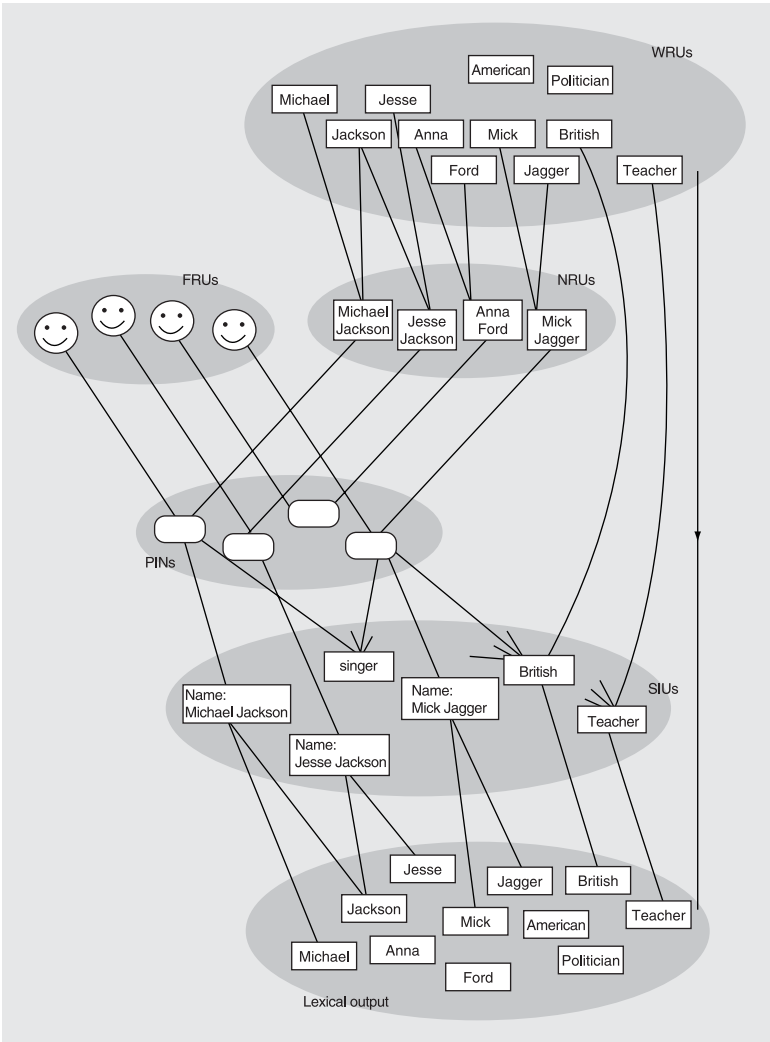 WRUs
American
Politician
Michael
Jesse
Jackson
Anna
Mick
British
Ford
Jagger
Teacher
FRUs
NRUs
Michael
Jackson
Jesse
Jackson
Anna
Ford
Mick
Jagger
PINs
singer
British
SIUs
Name:
Michael Jackson
Name:
Mick Jagger
Teacher
Name:
Jesse Jackson
Jesse
Jagger
British
Jackson
Mick
American
Teacher
Michael
Anna
Politician
Ford
Lexical output